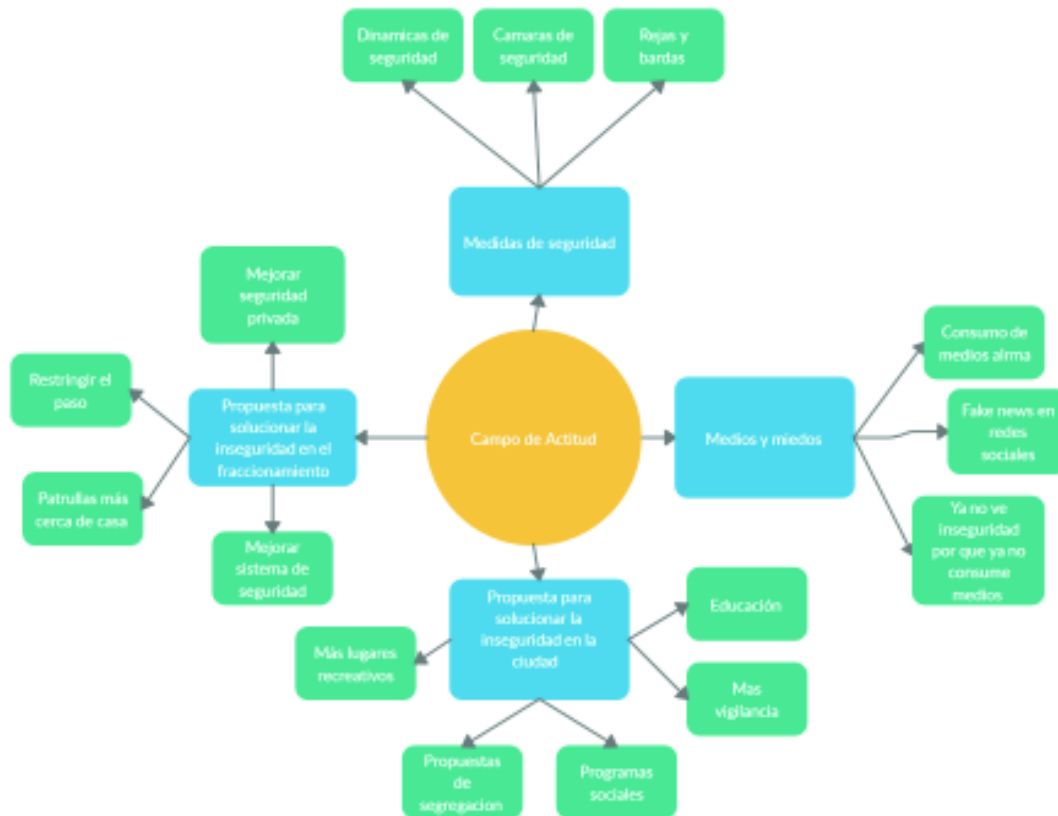 Dinamicas de
seguridad
Camaras de
seguridad
Rejas y
bardas
Medidas de seguridad
Mejorar
seguridad
privada
Restringir el
paso
Propuesta para
solucionar la
inseguridad en el
fraccionamiento
Patrullas más
cerca de casa
Mejorar
sistema de
seguridad
Campo de Actitud
Medios y miedos
Consumo de
medios alrma
Fake news en
redes
sociales
Ya no ve
inseguridad
por que ya no
consume
medios
Propuesta para
solucionar la
inseguridad en la
ciudad
Educación
Mas
vigilancia
Más lugares
recreativos
Propuestas
de
segregacion
Programas
sociales